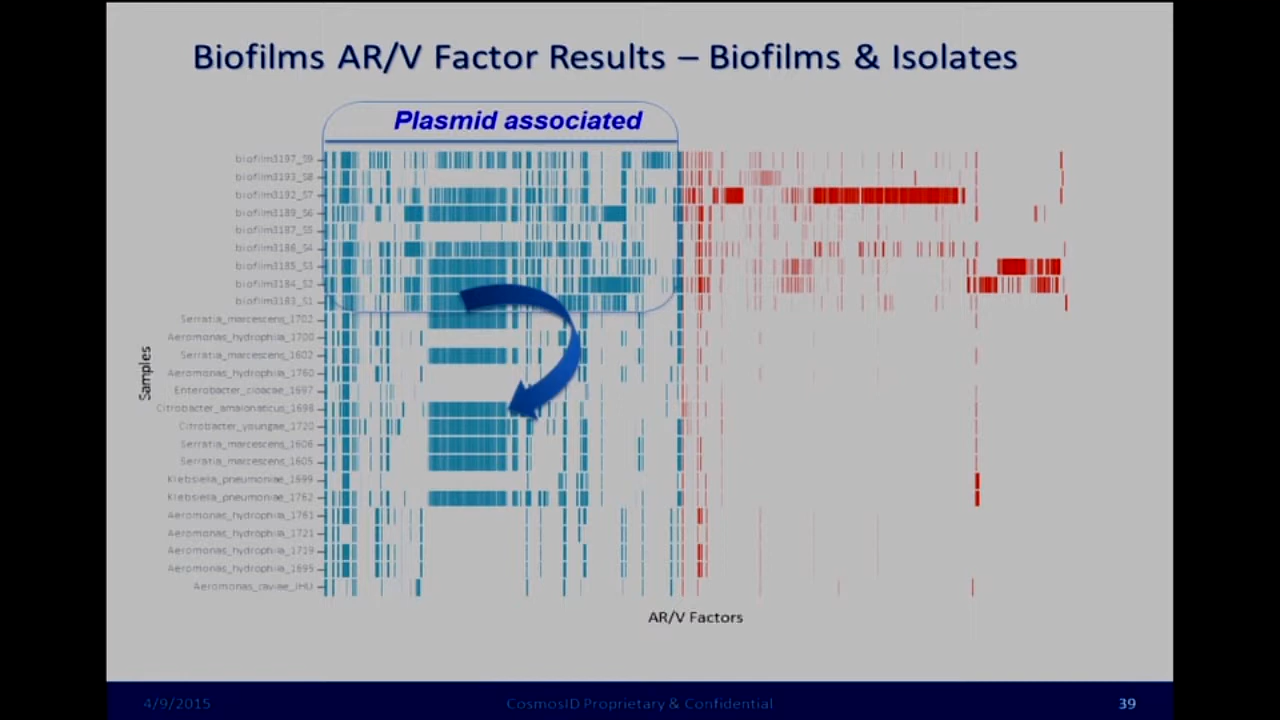 Biofilms AR/V Factor Results – Biofilms & Isolates
Plasmid associated
biofilm3197_S9
biofilm3193_S8
biofilm3192_S7
biofilm3189_S6
biofilm3187_S5
biofilm3186_S4
biofilm3185_S3
biofilm3184_S2
biofilm3183_S1
Serratia_marcescens_1702
Aeromonas_hydrophila_1700
Serratia_marcescens_1602
Aeromonas_hydrophila_1760
Enterobacter_cloacae_1697
Citrobacter_amalonaticus_1698
Citrobacter_youngae_1720
Serratia_marcescens_1606
Serratia_marcescens_1605
Klebsiella_pneumoniae_1699
Klebsiella_pneumoniae_1762
Aeromonas_hydrophila_1761
Aeromonas_hydrophila_1721
Aeromonas_hydrophila_1719
Aeromonas_hydrophila_1695
Aeromonas_caviae_JHU
Samples
AR/V Factors
4/9/2015
CosmosID Proprietary & Confidential
39